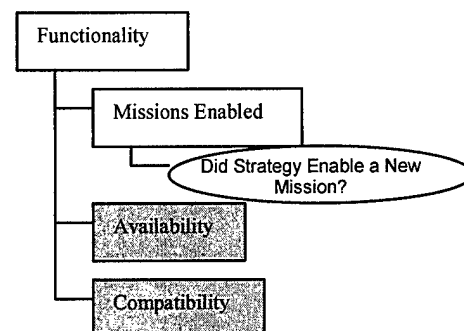 Functionality
Missions Enabled
Did Strategy Enable a New
Mission?
Availability
Compatibility